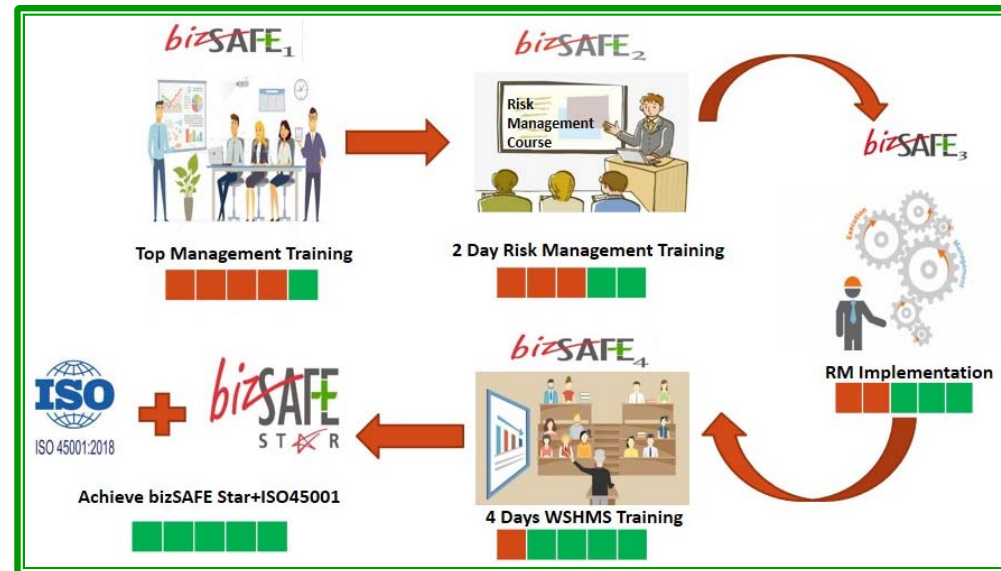 bizSAFE1
Top Management Training
bizSAFE2
Risk
Management
Course
2 Day Risk Management Training
bizSAFE3
Execution
Management
RM Implementation
bizSAFE4
4 Days WSHMS Training
bizSAFE
STAR
ISO
ISO 45001:2018
Achieve bizSAFE Star+ISO45001